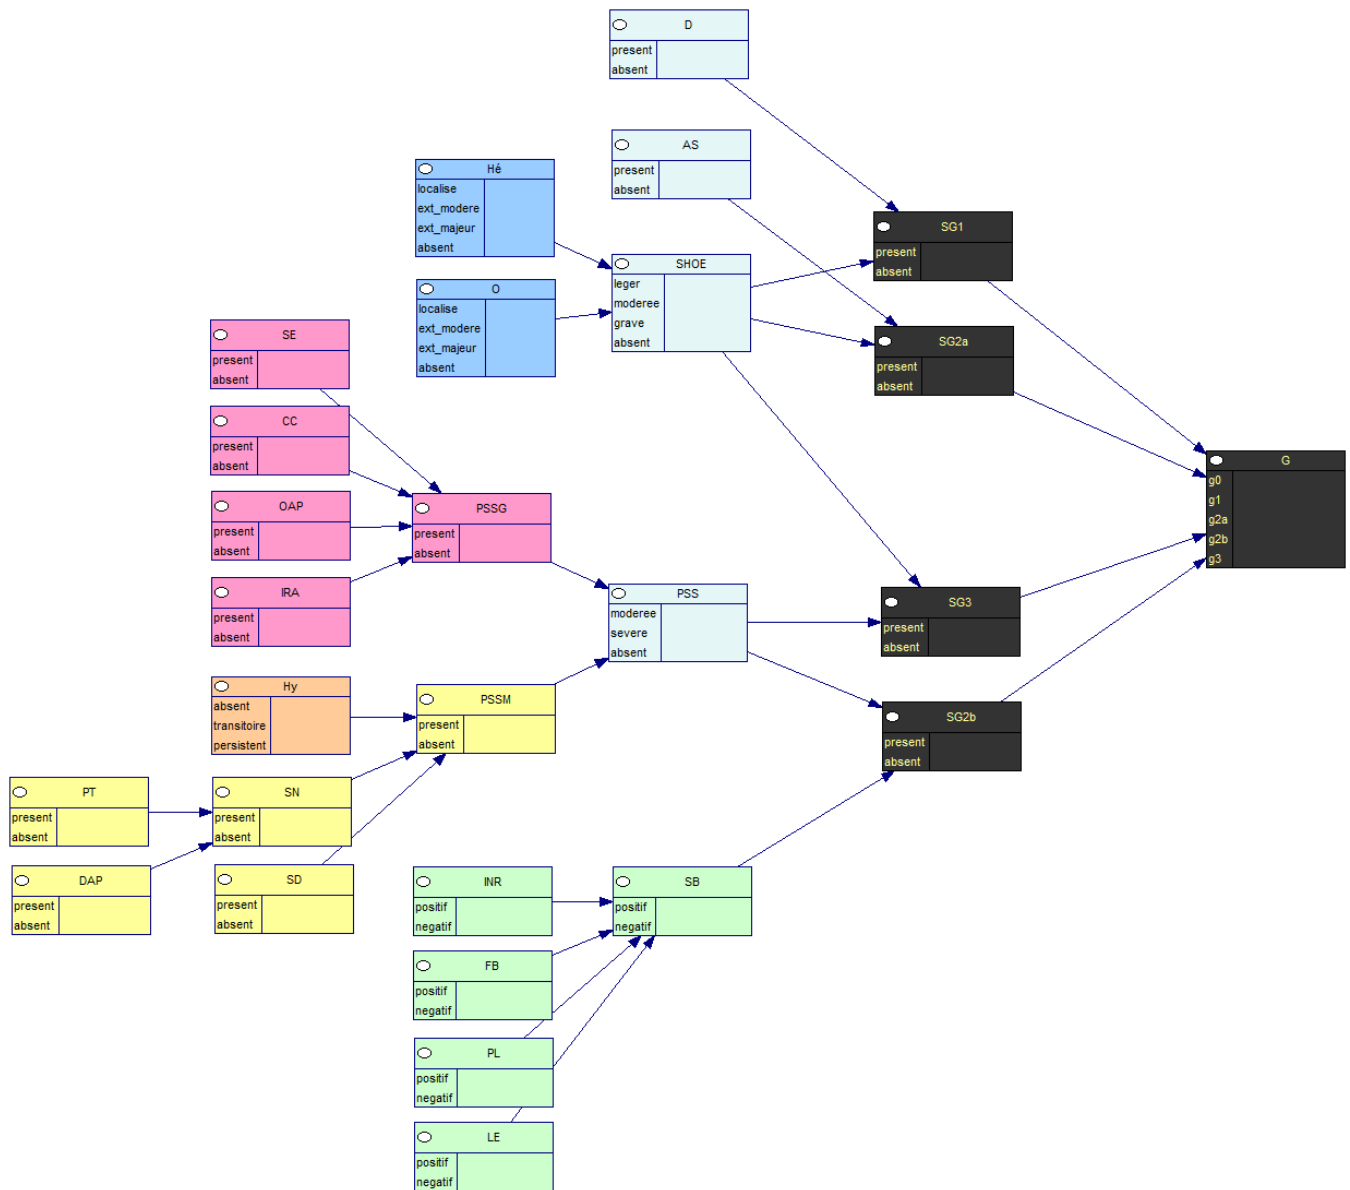 D
present
absent
AS
present
absent
Hé
localise
ext_modere
ext_majeur
absent
SG1
present
absent
SHOE
leger
moderee
grave
absent
O
localise
ext_modere
ext_majeur
absent
SE
present
absent
SG2a
present
absent
CC
present
absent
G
g0
g1
g2a
g2b
g3
OAP
present
absent
PSSG
present
absent
IRA
present
absent
PSS
moderee
severe
absent
SG3
present
absent
Hy
absent
transitoire
persistent
PSSM
present
absent
SG2b
present
absent
PT
present
absent
SN
present
absent
DAP
present
absent
SD
present
absent
INR
positif
negatif
SB
positif
negatif
FB
positif
negatif
PL
positif
negatif
LE
positif
negatif